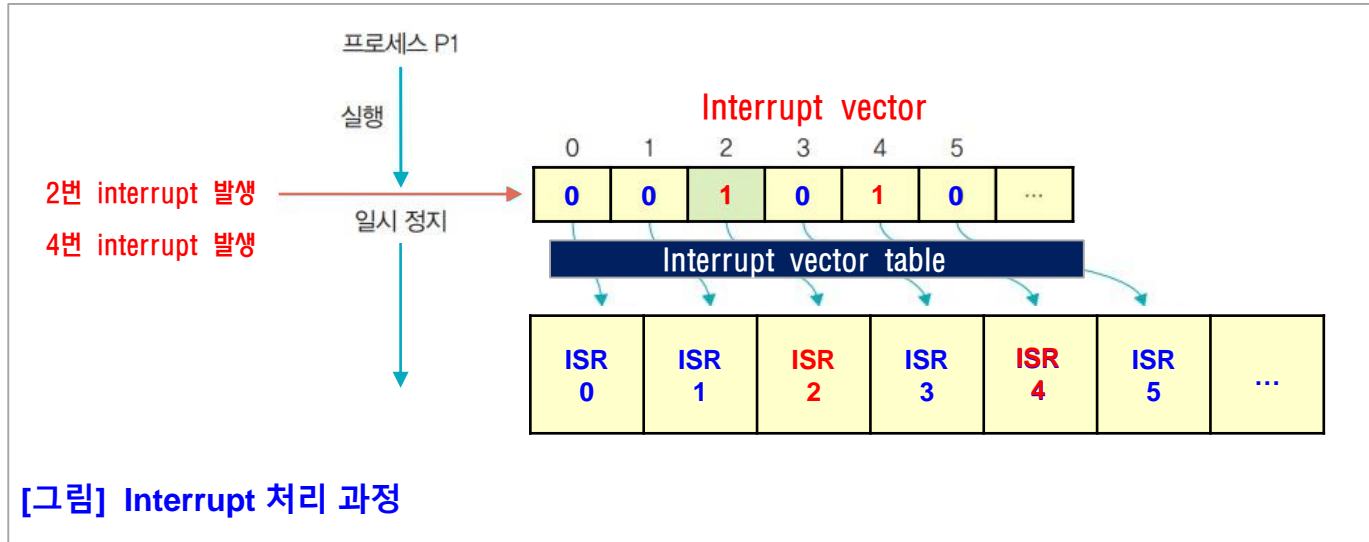 프로세스 P1
실행
Interrupt vector
0 1 2 3 4 5
2번 interrupt 발생
0 0 1 0 1 0 ...
일시 정지
4번 interrupt 발생
Interrupt vector table
ISR ISR ISR ISR ISR ISR
0 1 2 3 4 5 ...
[그림] Interrupt 처리 과정